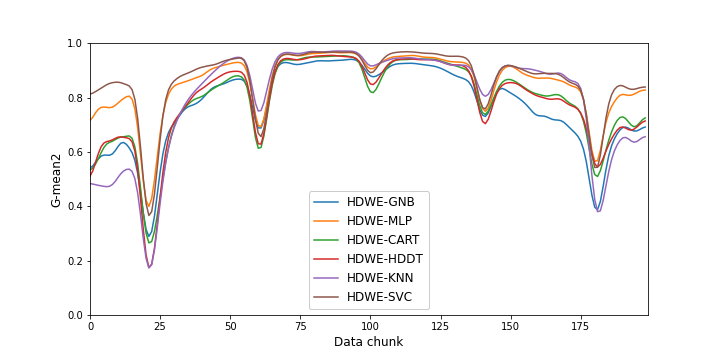 1.0
0.8
0.6
0.4
0.2
0.0
G-mean2
HDWE-GNB
HDWE-MLP
HDWE-CART
HDWE-HDDT
HDWE-KNN
HDWE-SVC
0 25 50 75 100 125 150 175
Data chunk